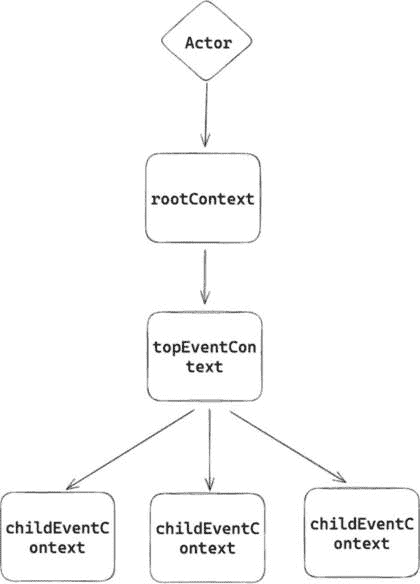 Actor
rootContext
topEventCon
text
childEventC
ontext
childEventC
ontext
childEventC
ontext